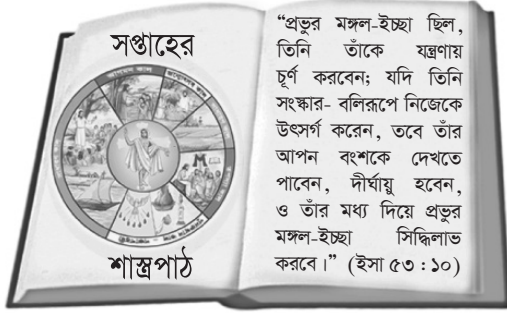 সপ্তাহের
শাস্ত্রপাঠ
“প্রভুর মঙ্গল-ইচ্ছা ছিল,
তিনি তাঁকে যন্ত্রণায়
চূর্ণ করবেন; যদি তিনি
সংষ্কার- বলিরূপে নিজেকে
উৎসর্গ করেন, তবে তাঁর
আপন বংশকে দেখতে
পাবেন, দীর্ঘায়ু হবেন,
ও তাঁর মধ্য দিয়ে প্রভুর
মঙ্গল-ইচ্ছা সিদ্ধিলাভ
করবে।” (ইসা ৫৩ : ১০)